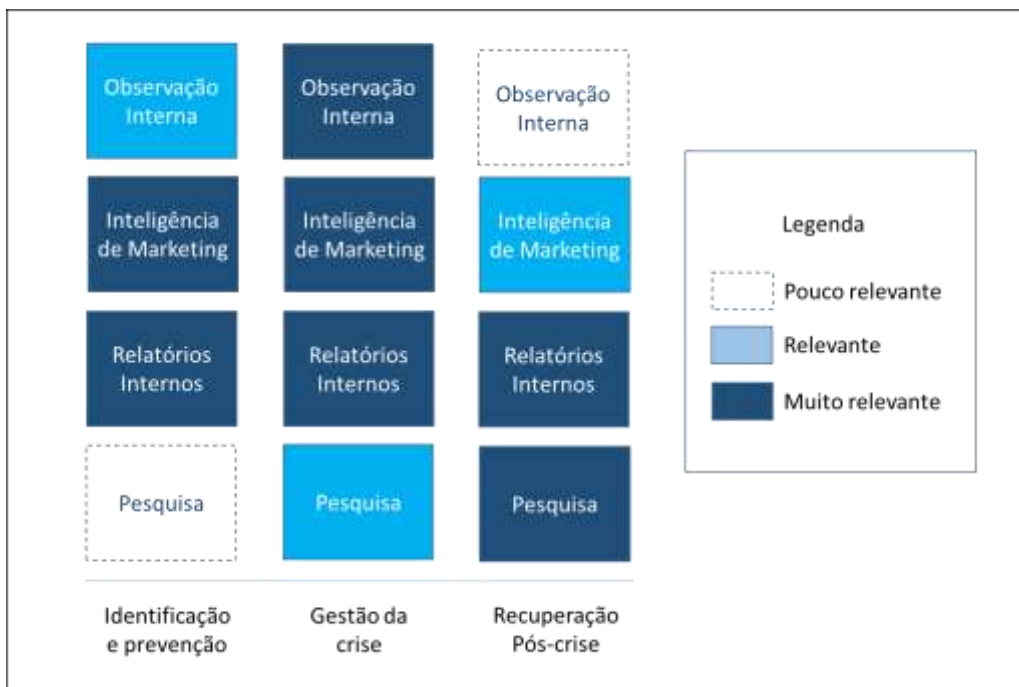 Observação
Interna
Observação
Interna
Observação
Interna
Inteligência
de Marketing
Inteligência
de Marketing
Inteligência
de Marketing
Relatórios
Internos
Relatórios
Internos
Relatórios
Internos
Pesquisa
Pesquisa
Pesquisa
Identificação
e prevenção
Gestão da
crise
Recuperação
Pós-crise
Legenda
Pouco relevante
Relevante
Muito relevante